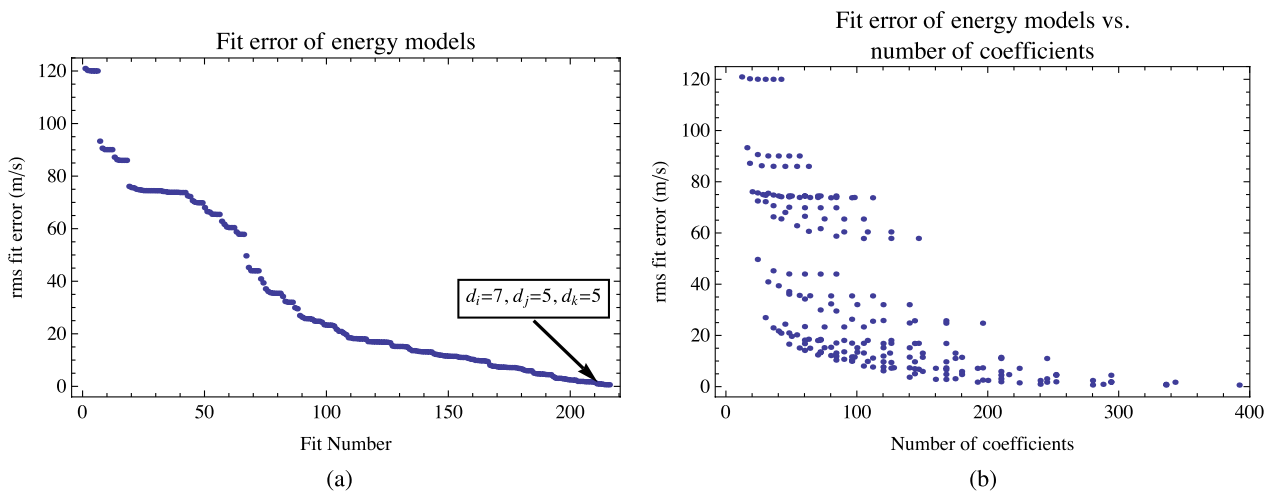 Fit error of energy models
rms fit error (m/s)
120
100
80
60
40
20
0
d_i=7, d_j=5, d_k=5
0 50 100 150 200
Fit Number
(a)
Fit error of energy models vs.
number of coefficients
rms fit error (m/s)
120
100
80
60
40
20
0
0 100 200 300 400
Number of coefficients
(b)